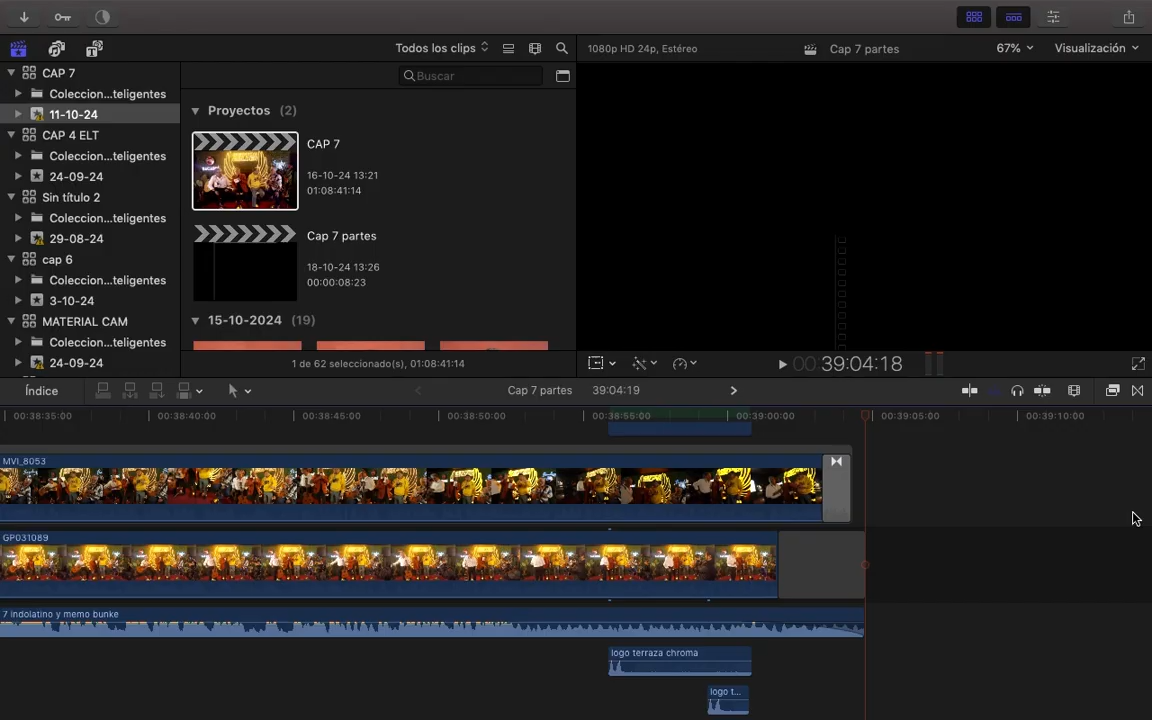 Todos los clips
1080p HD 24p, Estéreo
Cap 7 partes
67%
Visualización
CAP 7
Coleccion...teligentes
11-10-24
CAP 4 ELT
Coleccion...teligentes
24-09-24
Sin título 2
Coleccion...teligentes
29-08-24
cap 6
Coleccion...teligentes
3-10-24
MATERIAL CAM
Coleccion...teligentes
24-09-24
Buscar
Proyectos (2)
CAP 7
16-10-24 13:21
01:08:41:14
Cap 7 partes
18-10-24 13:26
00:00:08:23
15-10-2024 (19)
1 de 62 seleccionado(s), 01:08:41:14
00:39:04:18
Índice
Cap 7 partes
39:04:19
00:38:35:00
00:38:40:00
00:38:45:00
00:38:50:00
00:38:55:00
00:39:00:00
00:39:05:00
00:39:10:00
MVI_8053
GP031089
7 indolatino y memo bunke
logo terraza chroma
logo t...